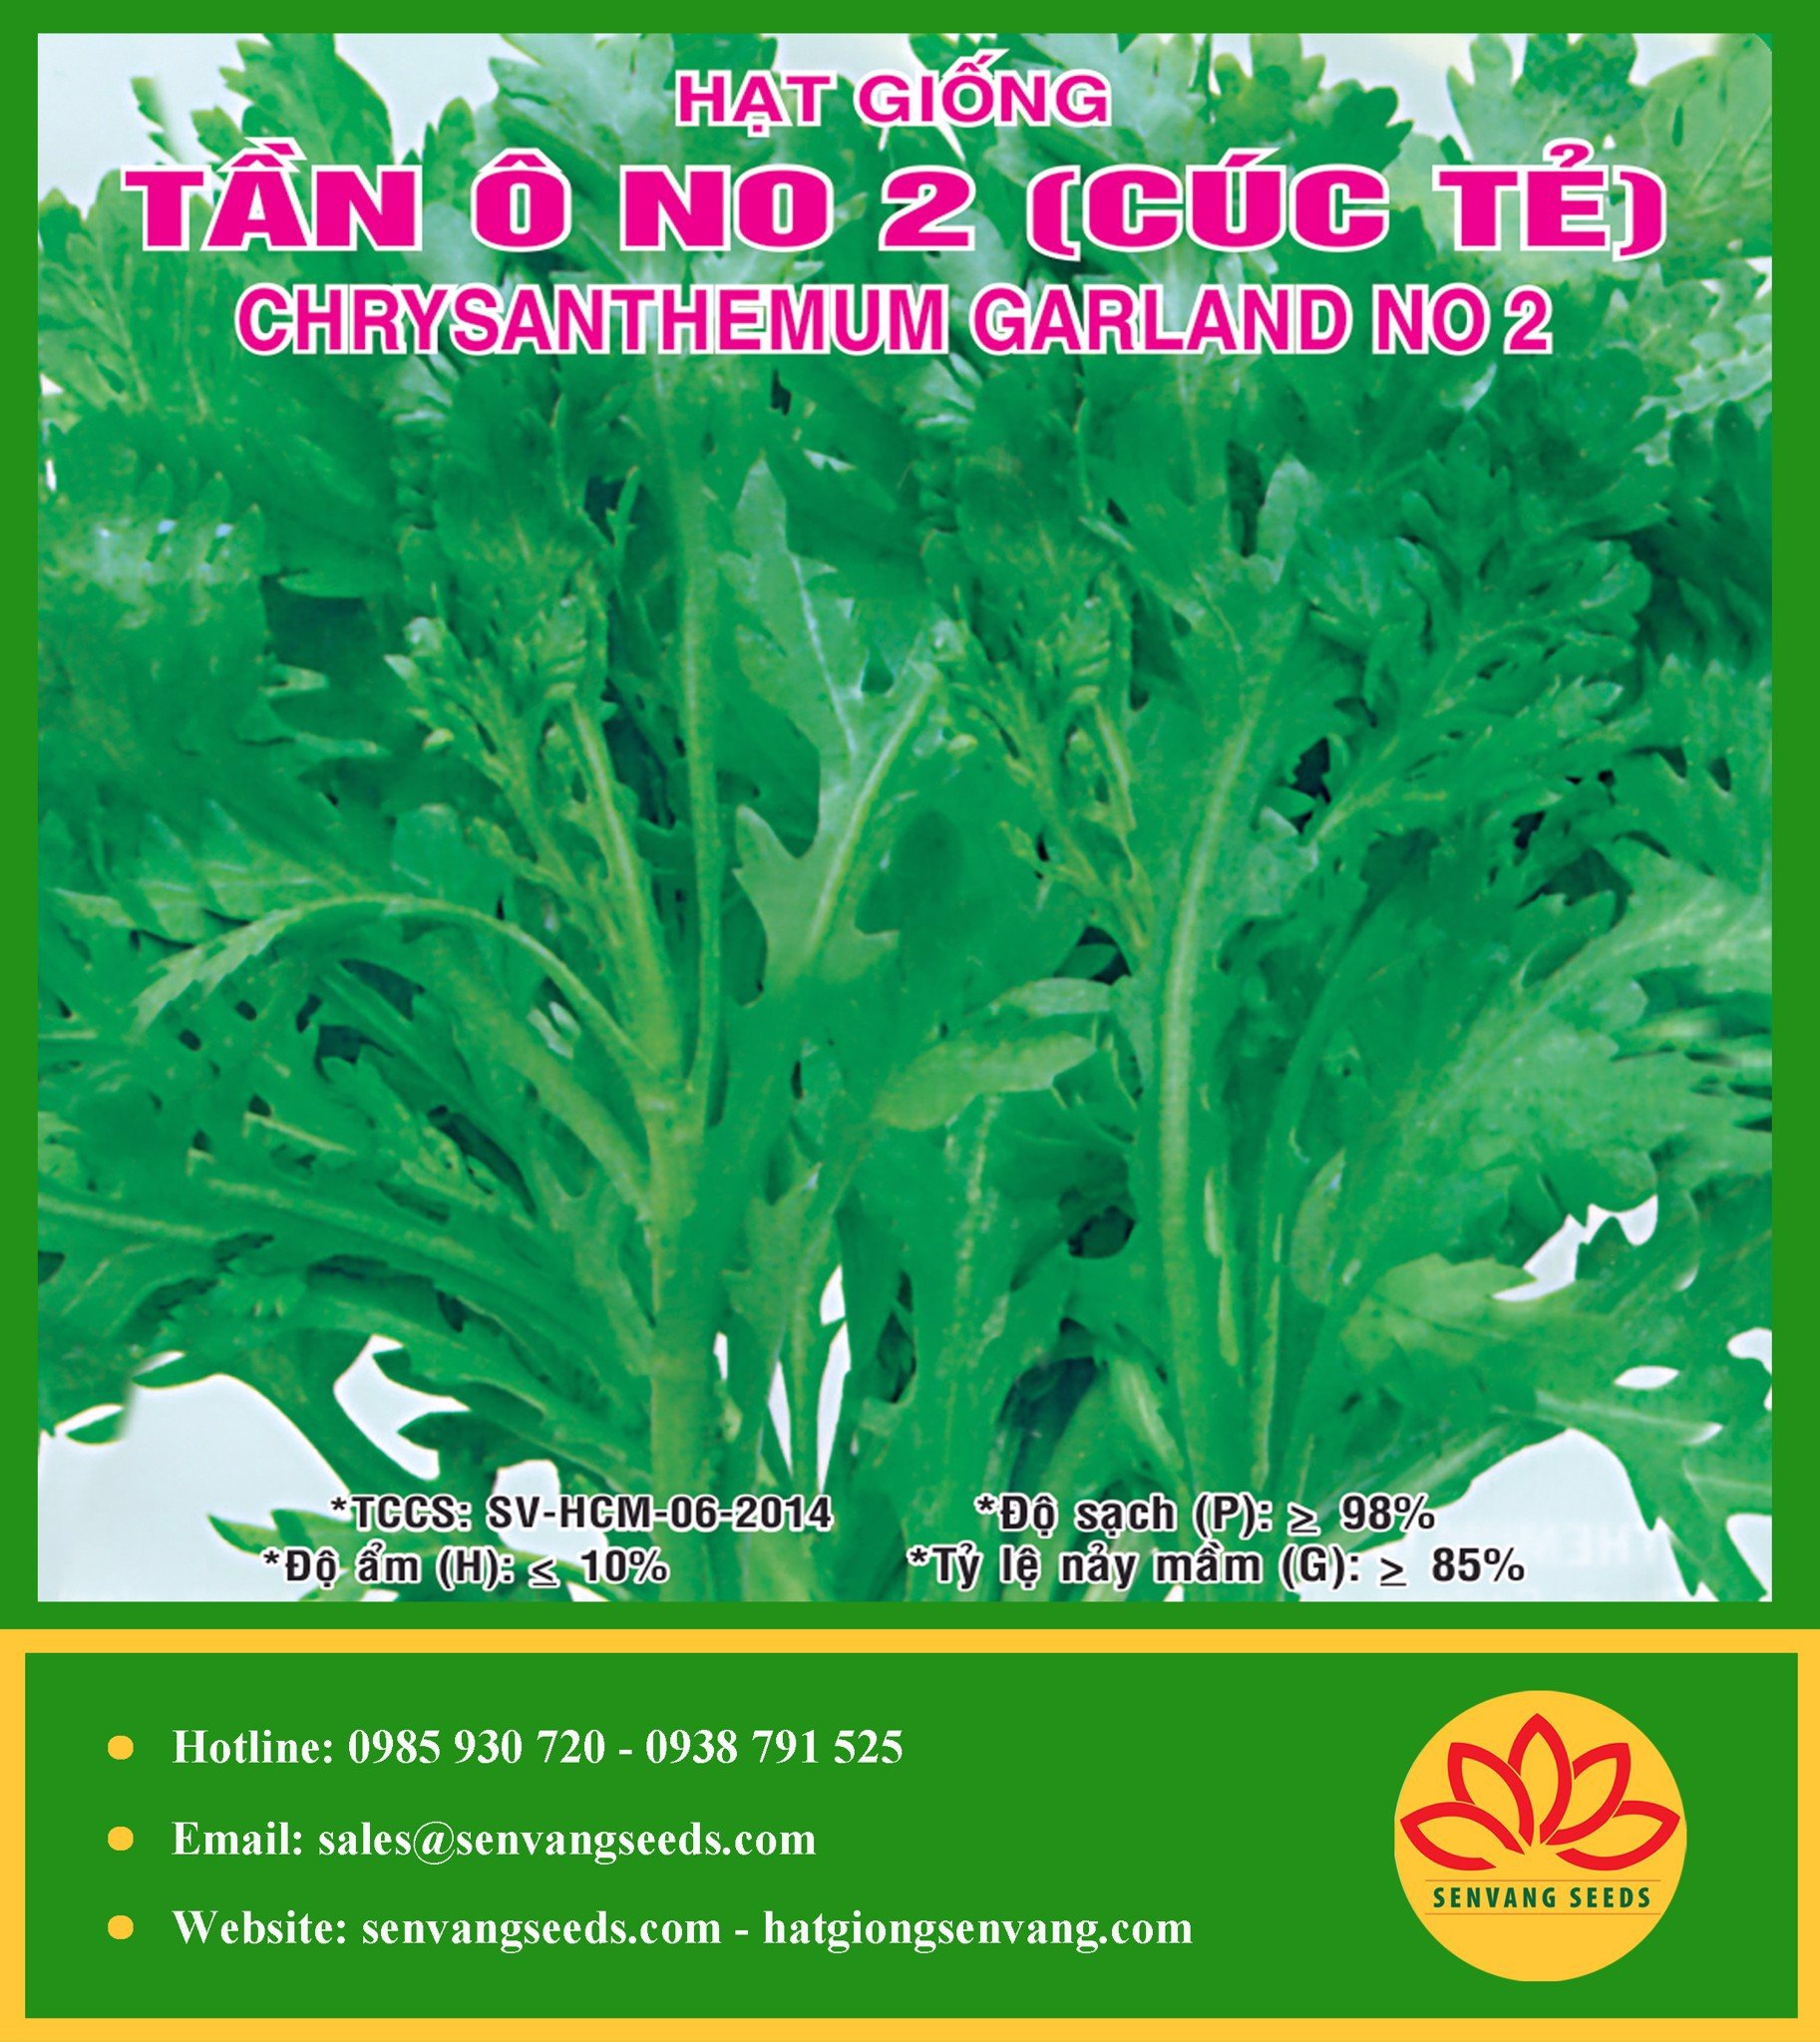 HẠT GIỐNG
TẦN Ô NO 2 (CÚC TẺ)
CHRYSANTHEMUM GARLAND NO 2
*TCCS: SV-HCM-06-2014
*Độ sạch (P): ≥ 98%
*Độ ẩm (H): ≤ 10%
*Tỷ lệ nảy mầm (G): ≥ 85%
Hotline: 0985 930 720 - 0938 791 525
Email: sales@senvangseeds.com
Website: senvangseeds.com - hatgiongsenvang.com
SENVANG SEEDS